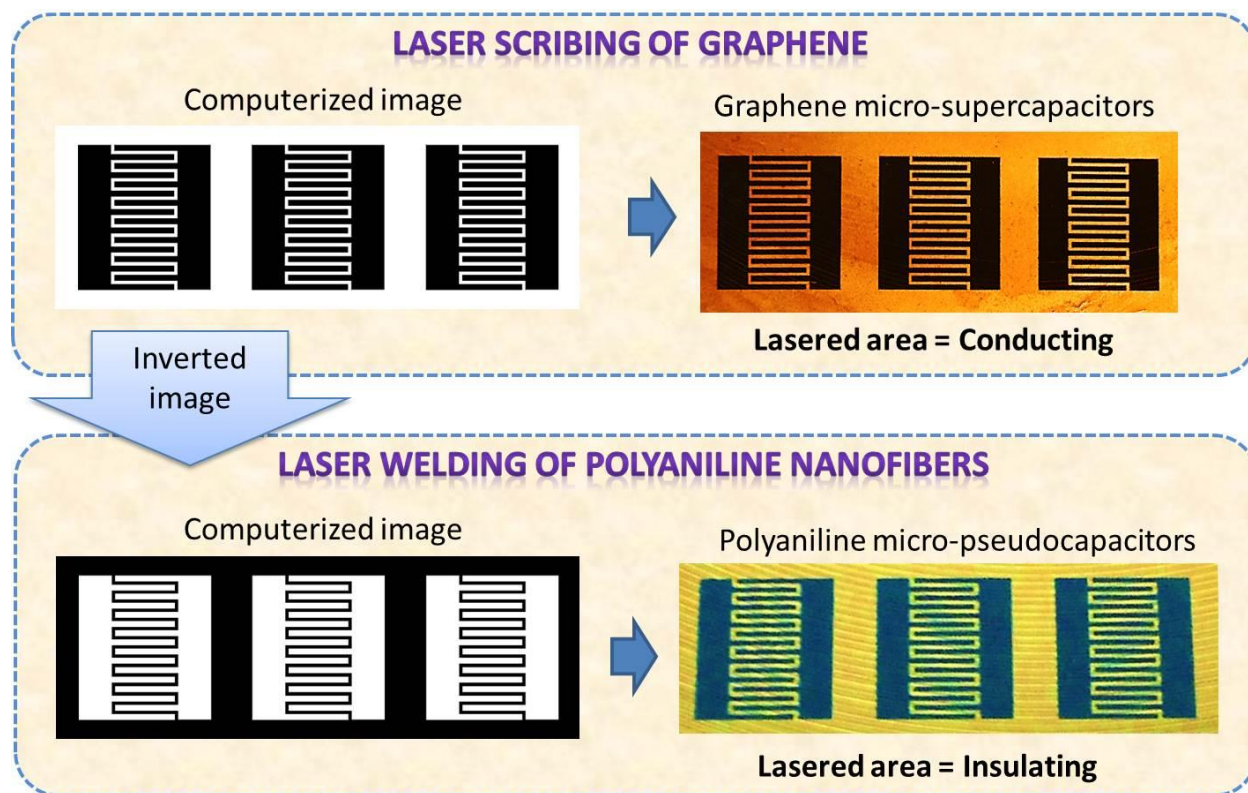 LASER SCRIBING OF GRAPHENE
Computerized image
Graphene micro-supercapacitors
Lasered area = Conducting
Inverted
image
LASER WELDING OF POLYANILINE NANOFIBERS
Computerized image
Polyaniline micro-pseudocapacitors
Lasered area = Insulating